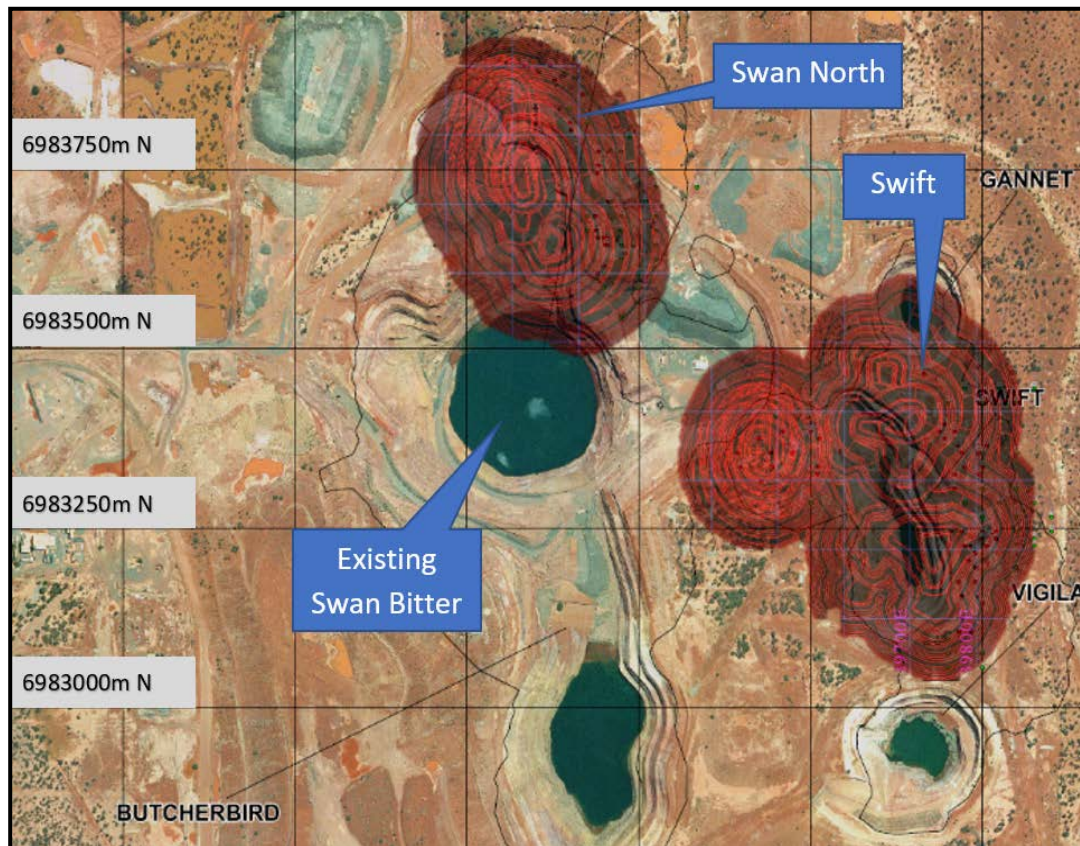 Swan North
6983750m N
Swift
GANNET
6983500m N
SWIFT
6983250m N
Existing
Swan Bitter
VIGILA
6983000m N
BUTCHERBIRD